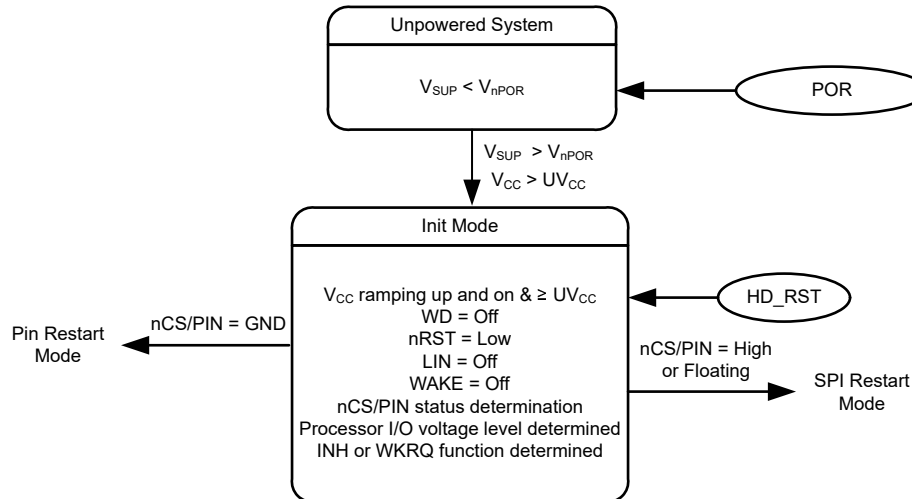 Unpowered System
V_SUP < V_nPOR
POR
V_SUP > V_nPOR
V_CC > UV_CC
Init Mode
V_CC ramping up and on & ≥ UV_CC
WD = Off
nRST = Low
LIN = Off
WAKE = Off
nCS/PIN status determination
Processor I/O voltage level determined
INH or WKRQ function determined
HD_RST
nCS/PIN = GND
Pin Restart
Mode
nCS/PIN = High
or Floating
SPI Restart
Mode